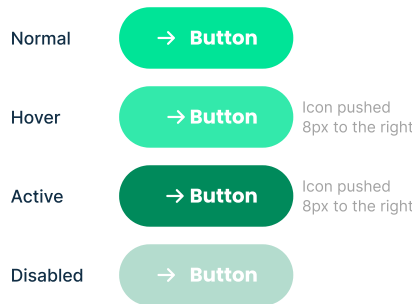 Normal
Button
Hover
Button
Icon pushed
8px to the right
Active
Button
Icon pushed
8px to the right
Disabled
Button